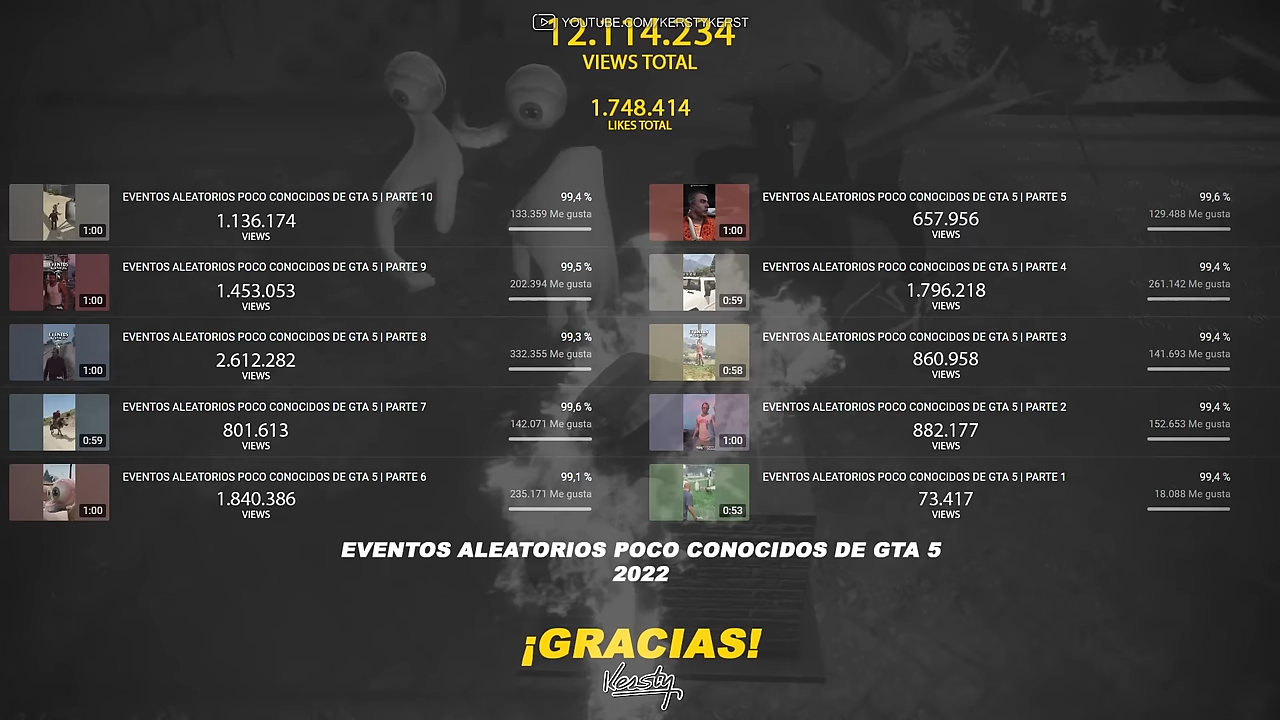 YOUTUBE.COM/KERSTYKERST
12.114.234
VIEWS TOTAL
1.748.414
LIKES TOTAL
EVENTOS ALEATORIOS POCO CONOCIDOS DE GTA 5 | PARTE 10
99,4 %
1.136.174
133.359 Me gusta
VIEWS
1:00
EVENTOS ALEATORIOS POCO CONOCIDOS DE GTA 5 | PARTE 9
99,5 %
1.453.053
202.394 Me gusta
VIEWS
1:00
EVENTOS ALEATORIOS POCO CONOCIDOS DE GTA 5 | PARTE 8
99,3 %
2.612.282
332.355 Me gusta
VIEWS
1:00
EVENTOS ALEATORIOS POCO CONOCIDOS DE GTA 5 | PARTE 7
99,6 %
801.613
142.071 Me gusta
VIEWS
0:59
EVENTOS ALEATORIOS POCO CONOCIDOS DE GTA 5 | PARTE 6
99,1 %
1.840.386
235.171 Me gusta
VIEWS
1:00
EVENTOS ALEATORIOS POCO CONOCIDOS DE GTA 5 | PARTE 5
99,6 %
657.956
129.488 Me gusta
VIEWS
1:00
EVENTOS ALEATORIOS POCO CONOCIDOS DE GTA 5 | PARTE 4
99,4 %
1.796.218
261.142 Me gusta
VIEWS
0:59
EVENTOS ALEATORIOS POCO CONOCIDOS DE GTA 5 | PARTE 3
99,4 %
860.958
141.693 Me gusta
VIEWS
0:58
EVENTOS ALEATORIOS POCO CONOCIDOS DE GTA 5 | PARTE 2
99,4 %
882.177
152.653 Me gusta
VIEWS
1:00
EVENTOS ALEATORIOS POCO CONOCIDOS DE GTA 5 | PARTE 1
99,4 %
73.417
18.088 Me gusta
VIEWS
0:53
EVENTOS ALEATORIOS POCO CONOCIDOS DE GTA 5
2022
¡GRACIAS!
Kersty